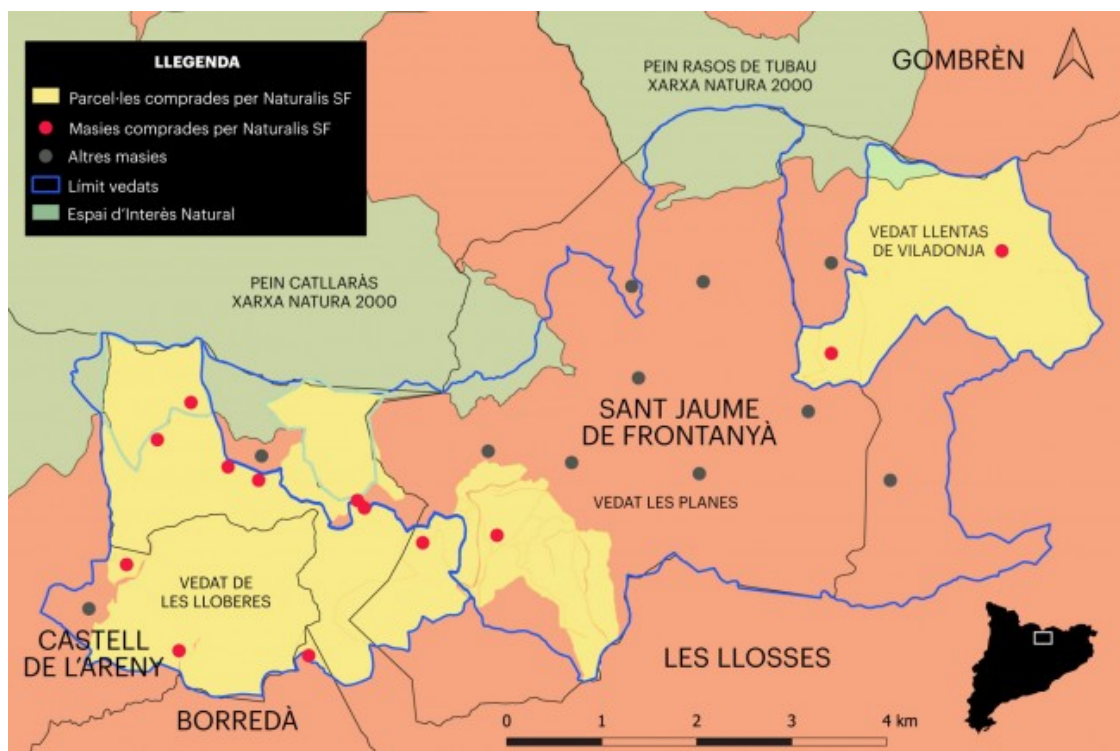 LLEGENDA
Parcel·les comprades per Naturalis SF
Masies comprades per Naturalis SF
Altres masies
Límit vedats
Espai d'Interès Natural
PEIN RASOS DE TUBAU
XARXA NATURA 2000
GOMBRÈN
VEDAT LLENTAS
DE VILADONJA
PEIN CATLLARÀS
XARXA NATURA 2000
SANT JAUME
DE FRONTANYÀ
VEDAT LES PLANES
VEDAT DE
LES LLOBERES
CASTELL
DE L'ARENY
LES LLOSSES
BORREDÀ
0 1 2 3 4 km